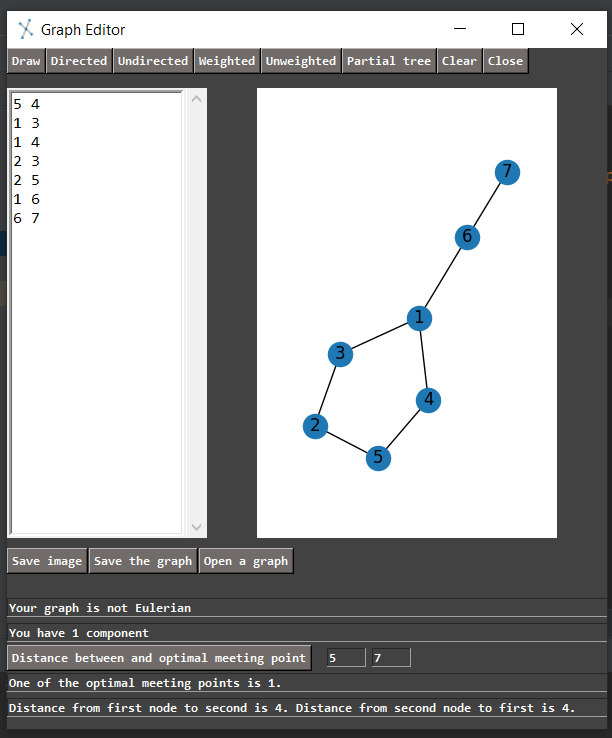 Graph Editor
Draw Directed Undirected Weighted Unweighted Partial tree Clear Close
5 4
1 3
1 4
2 3
2 5
1 6
6 7
7
6
1
3
4
2
5
Save image Save the graph Open a graph
Your graph is not Eulerian
You have 1 component
Distance between and optimal meeting point 5 7
One of the optimal meeting points is 1.
Distance from first node to second is 4. Distance from second node to first is 4.